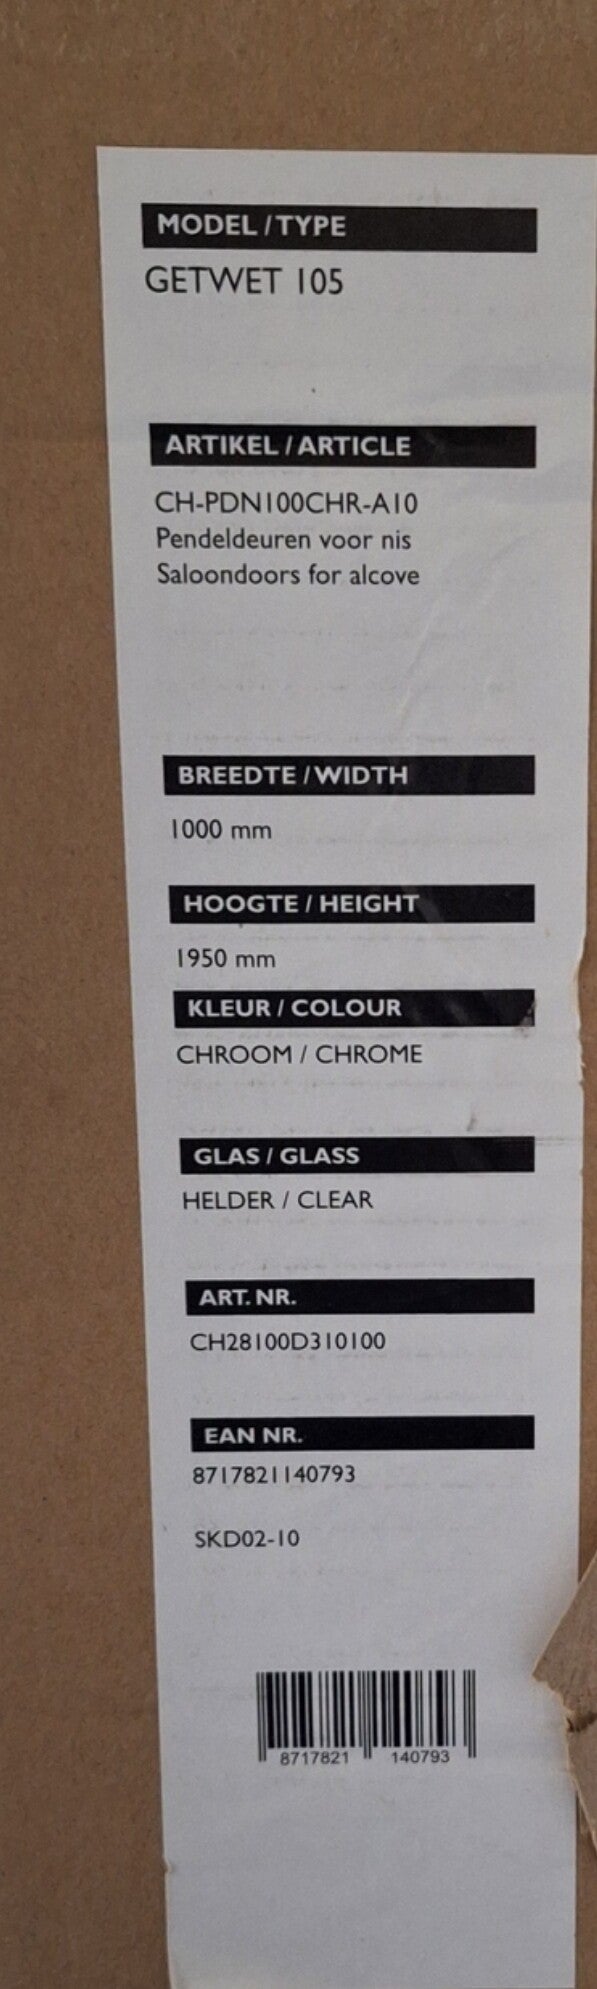 MODEL / TYPE
GETWET 105
ARTIKEL / ARTICLE
CH-PDN100CHR-A10
Pendeldeuren voor nis
Saloondoors for alcove
BREEDTE / WIDTH
1000 mm
HOOGTE / HEIGHT
1950 mm
KLEUR / COLOUR
CHROOM / CHROME
GLAS / GLASS
HELDER / CLEAR
ART. NR.
CH28100D310100
EAN NR.
8717821140793
SKD02-10
8717821 140793